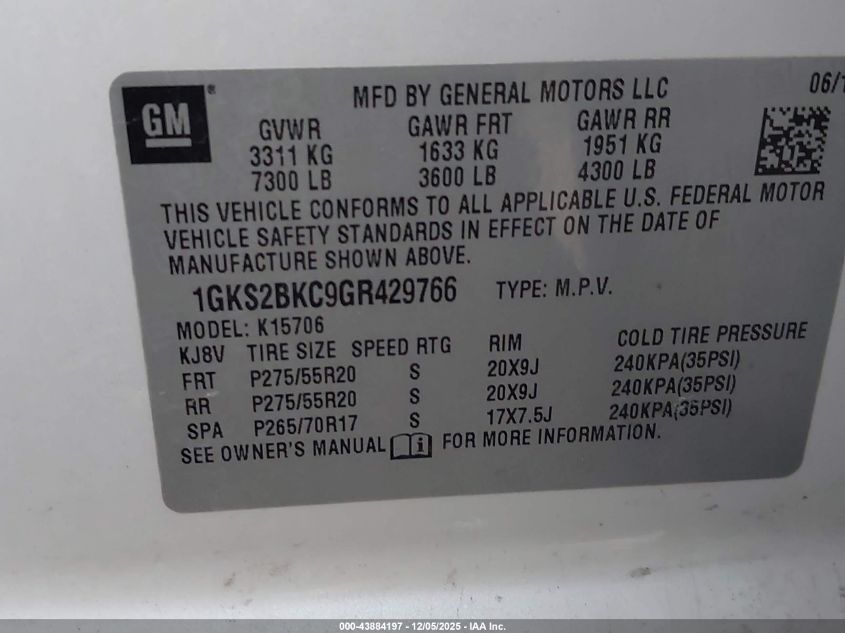 GM®
MFD BY GENERAL MOTORS LLC
06/1
GVWR GAWR FRT GAWR RR
3311 KG 1633 KG 1951 KG
7300 LB 3600 LB 4300 LB
THIS VEHICLE CONFORMS TO ALL APPLICABLE U.S. FEDERAL MOTOR
VEHICLE SAFETY STANDARDS IN EFFECT ON THE DATE OF
MANUFACTURE SHOWN ABOVE.
1GKS2BKC9GR429766 TYPE: M.P.V.
MODEL: K15706
KJ8V TIRE SIZE SPEED RTG RIM COLD TIRE PRESSURE
FRT P275/55R20 S 20X9J 240KPA(35PSI)
RR P275/55R20 S 20X9J 240KPA(35PSI)
SPA P265/70R17 S 17X7.5J 240KPA(35PSI)
SEE OWNER'S MANUAL i FOR MORE INFORMATION.
000-43884197 - 12/05/2025 - IAA Inc.